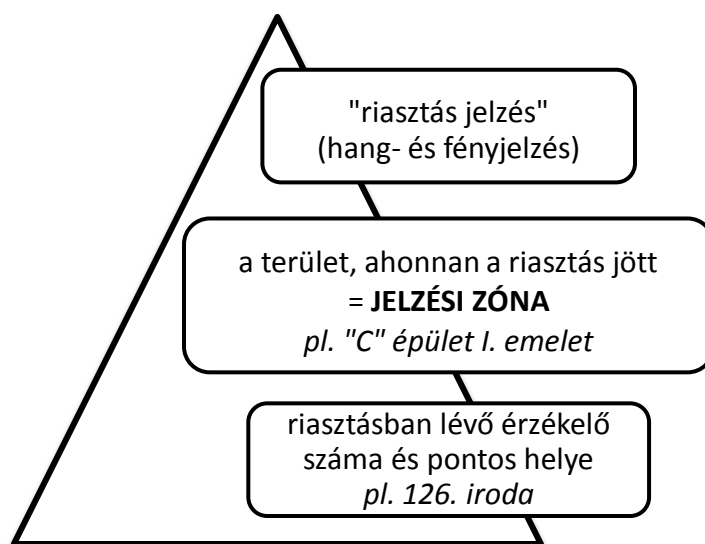 "riasztás jelzés"
(hang- és fényjelzés)
a terület, ahonnan a riasztás jött
= JELZÉSI ZÓNA
pl. "C" épület I. emelet
riasztásban lévő érzékelő
száma és pontos helye
pl. 126. iroda